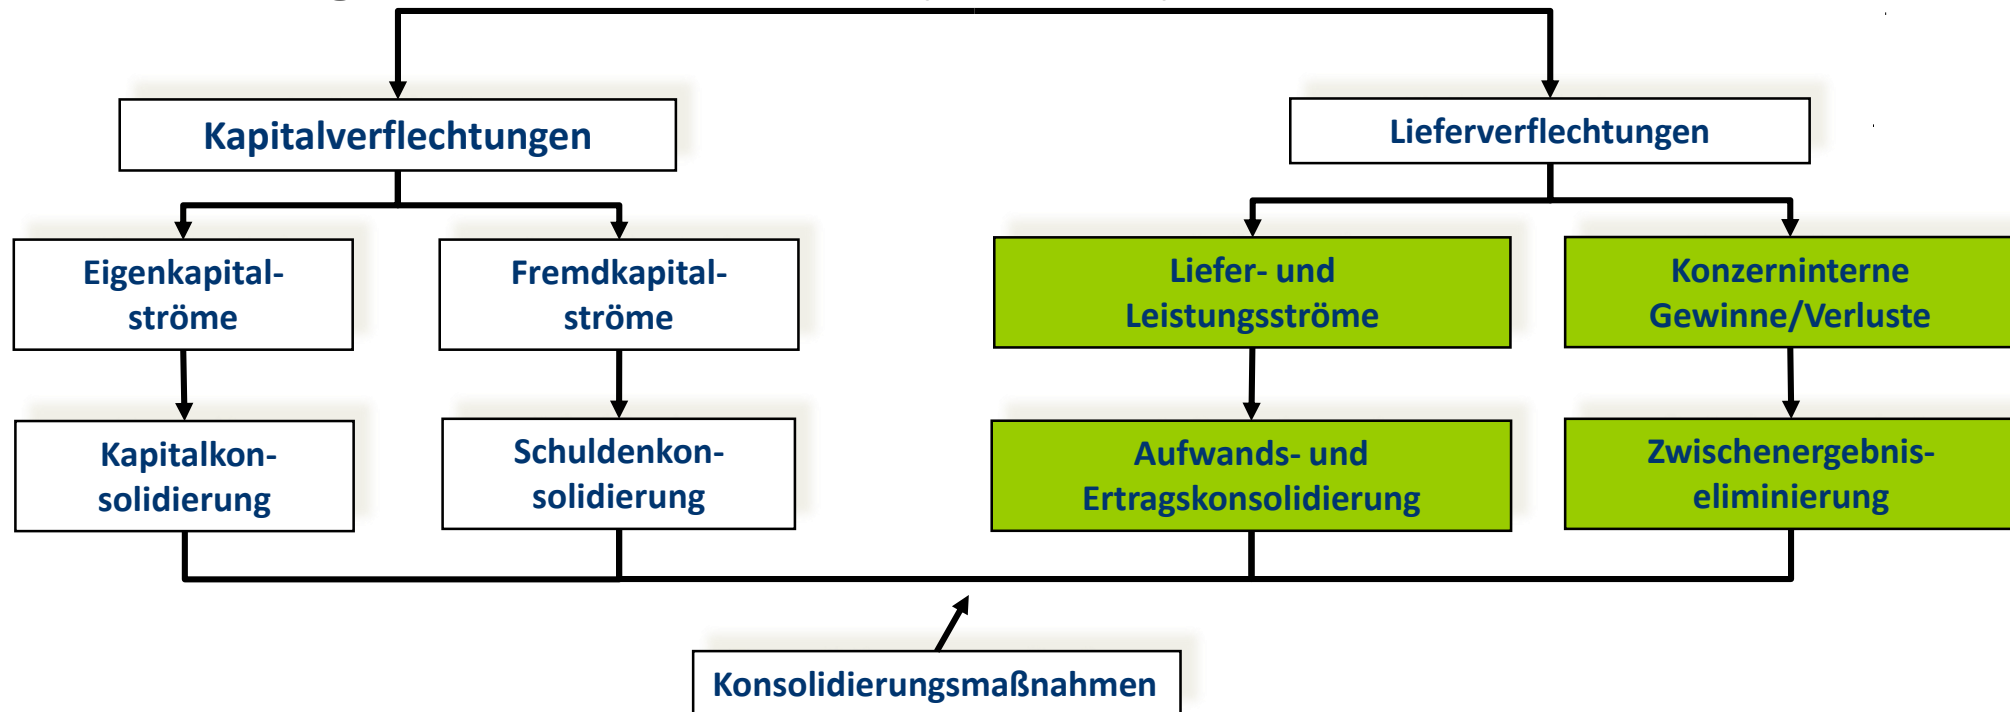 Kapitalverflechtungen
Lieferverflechtungen
Eigenkapital-
ströme
Fremdkapital-
ströme
Liefer- und
Leistungsströme
Konzerninterne
Gewinne/Verluste
Kapitalkon-
solidierung
Schuldenkon-
solidierung
Aufwands- und
Ertragskonsolidierung
Zwischenergebnis-
eliminierung
Konsolidierungsmaßnahmen